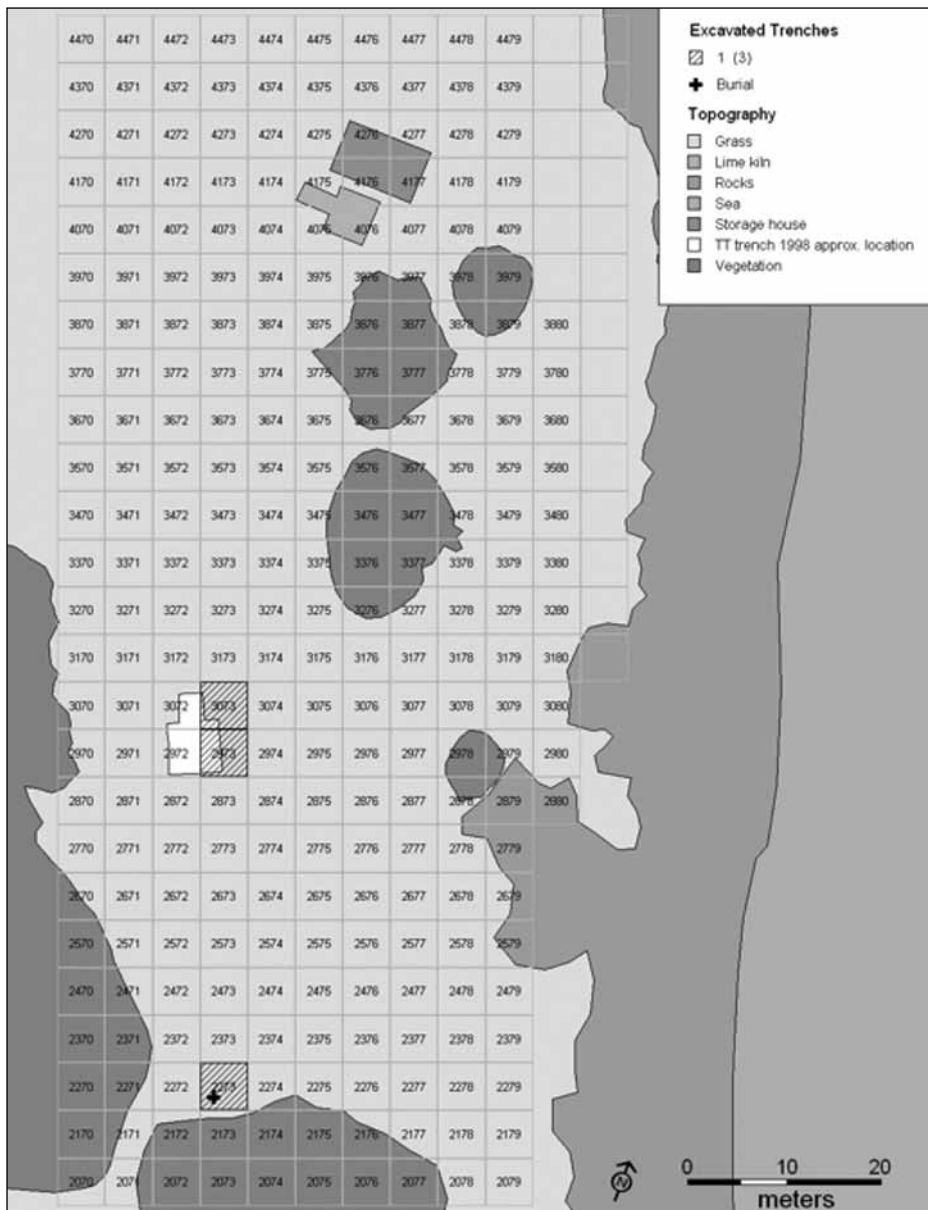 Excavated Trenches
1 (3)
Burial
Topography
Grass
Lime kiln
Rocks
Sea
Storage house
TT trench 1998 approx. location
Vegetation
4470 4471 4472 4473 4474 4475 4476 4477 4478 4479
4370 4371 4372 4373 4374 4375 4376 4377 4378 4379
4270 4271 4272 4273 4274 4275 4276 4277 4278 4279
4170 4171 4172 4173 4174 4175 4176 4177 4178 4179
4070 4071 4072 4073 4074 4076 4076 4077 4078 4079
3970 3971 3972 3973 3974 3975 3976 3977 3978 3979
3870 3871 3872 3873 3874 3875 3876 3877 3878 3879 3880
3770 3771 3772 3773 3774 3775 3776 3777 3778 3779 3780
3670 3671 3672 3673 3674 3675 3676 3677 3678 3679 3680
3570 3571 3572 3573 3574 3575 3576 3577 3578 3579 3580
3470 3471 3472 3473 3474 3475 3476 3477 3478 3479 3480
3370 3371 3372 3373 3374 3375 3376 3377 3378 3379 3380
3270 3271 3272 3273 3274 3275 3276 3277 3278 3279 3280
3170 3171 3172 3173 3174 3175 3176 3177 3178 3179 3180
3070 3071 3072 3073 3074 3075 3076 3077 3078 3079 3080
2970 2971 2972 2973 2974 2975 2976 2977 2978 2979 2980
2870 2871 2872 2873 2874 2875 2876 2877 2878 2879 2880
2770 2771 2772 2773 2774 2775 2776 2777 2778 2779
2670 2671 2672 2673 2674 2675 2676 2677 2678 2679
2570 2571 2572 2573 2574 2575 2576 2577 2578 2579
2470 2471 2472 2473 2474 2475 2476 2477 2478 2479
2370 2371 2372 2373 2374 2375 2376 2377 2378 2379
2270 2271 2272 2273 2274 2275 2276 2277 2278 2279
2170 2171 2172 2173 2174 2175 2176 2177 2178 2179
2070 2071 2072 2073 2074 2075 2076 2077 2078 2079
N
0 10 20
meters